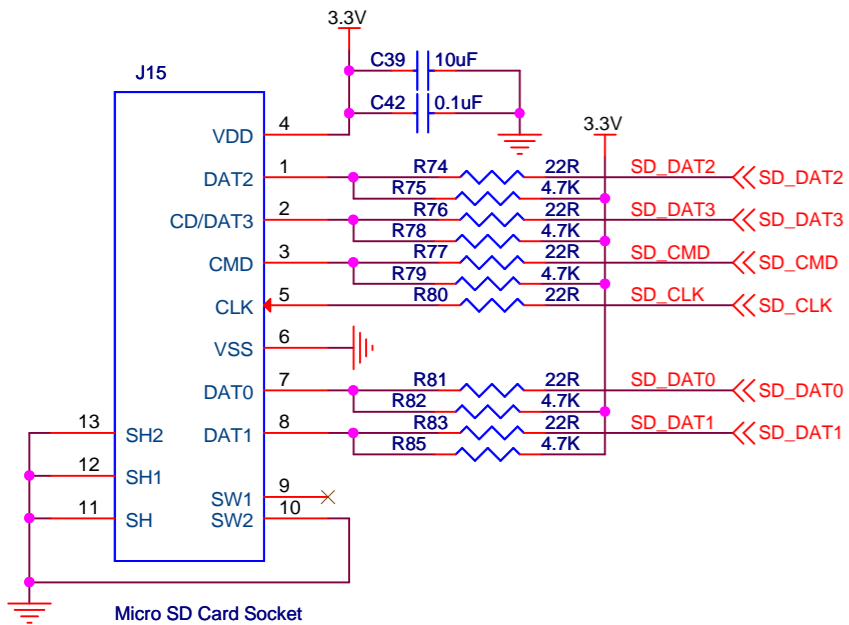 3.3V
C39 10uF
J15
C42 0.1uF
3.3V
4
VDD
1 R74 22R SD_DAT2
DAT2 SD_DAT2
R75 4.7K
2 R76 22R SD_DAT3
CD/DAT3 SD_DAT3
R78 4.7K
3 R77 22R SD_CMD
CMD SD_CMD
R79 4.7K
5 R80 22R SD_CLK
CLK SD_CLK
6
VSS
7 R81 22R SD_DAT0
DAT0 SD_DAT0
R82 4.7K
13 8 R83 22R SD_DAT1
SH2 DAT1 SD_DAT1
R85 4.7K
12
SH1
9
SW1
11 10
SH SW2
Micro SD Card Socket